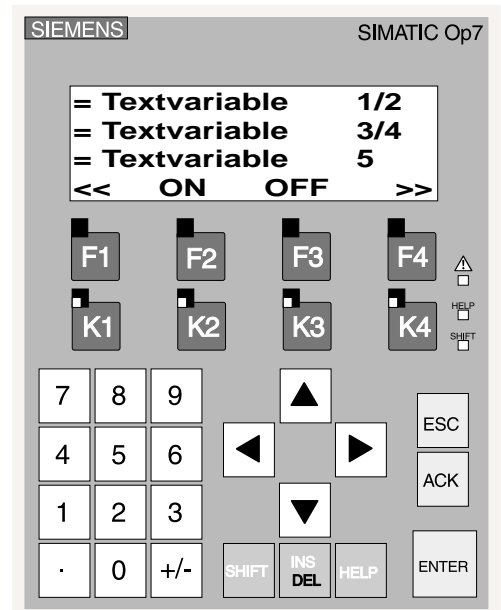 SIEMENS SIMATIC Op7
= Textvariable 1/2
= Textvariable 3/4
= Textvariable 5
<< ON OFF >>
F1 F2 F3 F4
HELP
K1 K2 K3 K4
SHIFT
7 8 9
ESC
4 5 6
ACK
1 2 3
. 0 +/- SHIFT INS DEL HELP ENTER